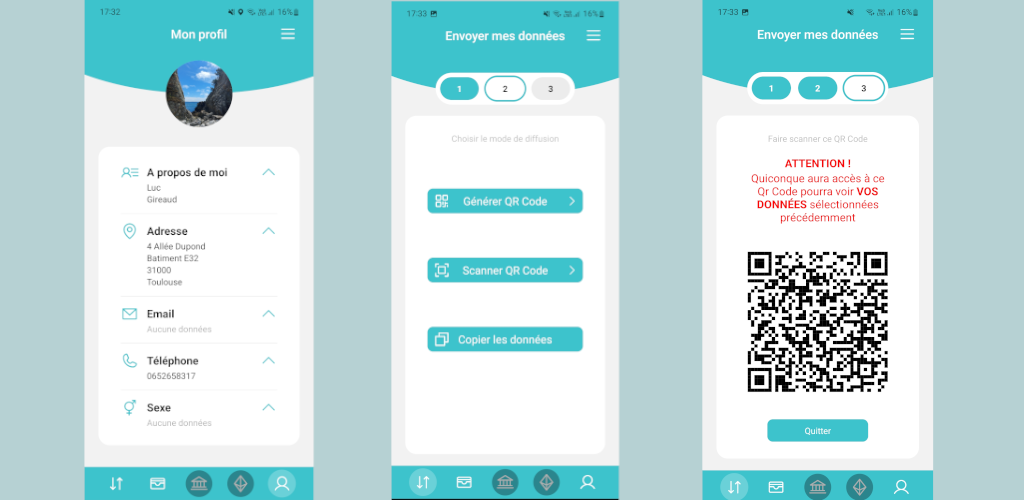 17:32
16%
Mon profil
A propos de moi
Luc
Gireaud
Adresse
4 Allée Dupond
Batiment E32
31000
Toulouse
Email
Aucune données
Téléphone
0652658317
Sexe
Aucune données
17:33
16%
Envoyer mes données
1
2
3
Choisir le mode de diffusion
Générer QR Code
Scanner QR Code
Copier les données
17:33
16%
Envoyer mes données
1
2
3
Faire scanner ce QR Code
ATTENTION !
Quiconque aura accès à ce
Qr Code pourra voir VOS
DONNÉES sélectionnées
précédemment
Quitter